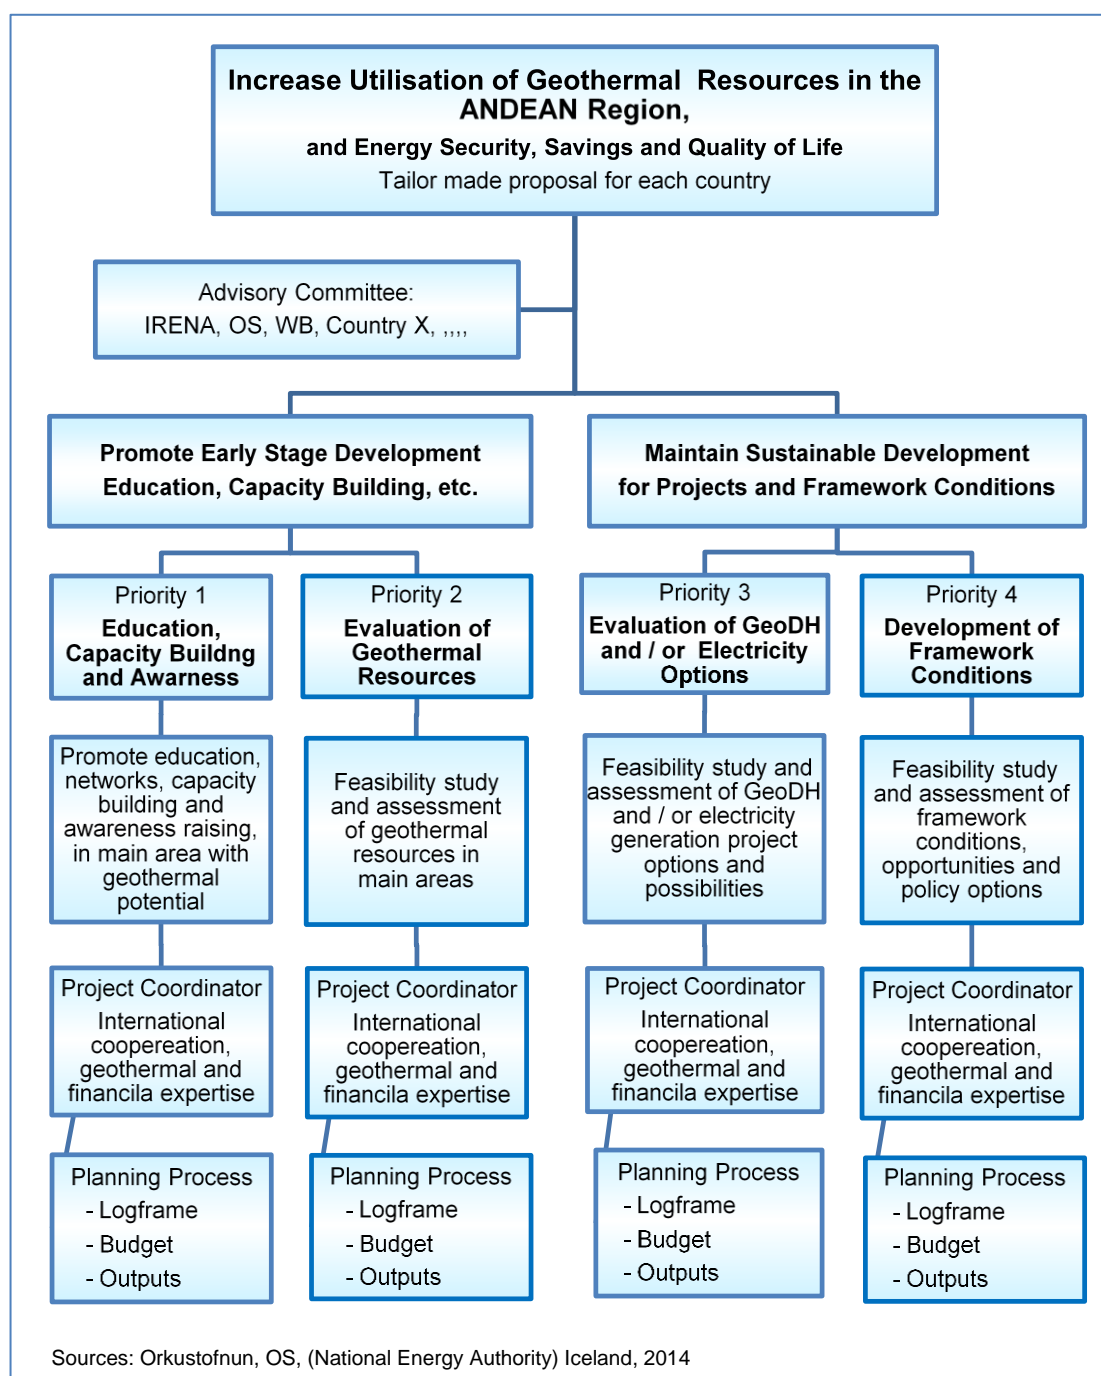 Increase Utilisation of Geothermal Resources in the
ANDEAN Region,
and Energy Security, Savings and Quality of Life
Tailor made proposal for each country
Advisory Committee:
IRENA, OS, WB, Country X, ,,,,
Promote Early Stage Development
Education, Capacity Building, etc.
Maintain Sustainable Development
for Projects and Framework Conditions
Priority 1
Education,
Capacity Buildng
and Awarness
Priority 2
Evaluation of
Geothermal
Resources
Priority 3
Evaluation of GeoDH
and / or Electricity
Options
Priority 4
Development of
Framework
Conditions
Promote education,
networks, capacity
building and
awareness raising,
in main area with
geothermal
potential
Feasibility study
and assessment
of geothermal
resources in
main areas
Feasibility study and
assessment of GeoDH
and / or electricity
generation project
options and
possibilities
Feasibility study
and assessment of
framework
conditions,
opportunities and
policy options
Project Coordinator
International
coopereation,
geothermal and
financila expertise
Project Coordinator
International
coopereation,
geothermal and
financila expertise
Project Coordinator
International
coopereation,
geothermal and
financila expertise
Project Coordinator
International
coopereation,
geothermal and
financila expertise
Planning Process
- Logframe
- Budget
- Outputs
Planning Process
- Logframe
- Budget
- Outputs
Planning Process
- Logframe
- Budget
- Outputs
Planning Process
- Logframe
- Budget
- Outputs
Sources: Orkustofnun, OS, (National Energy Authority) Iceland, 2014